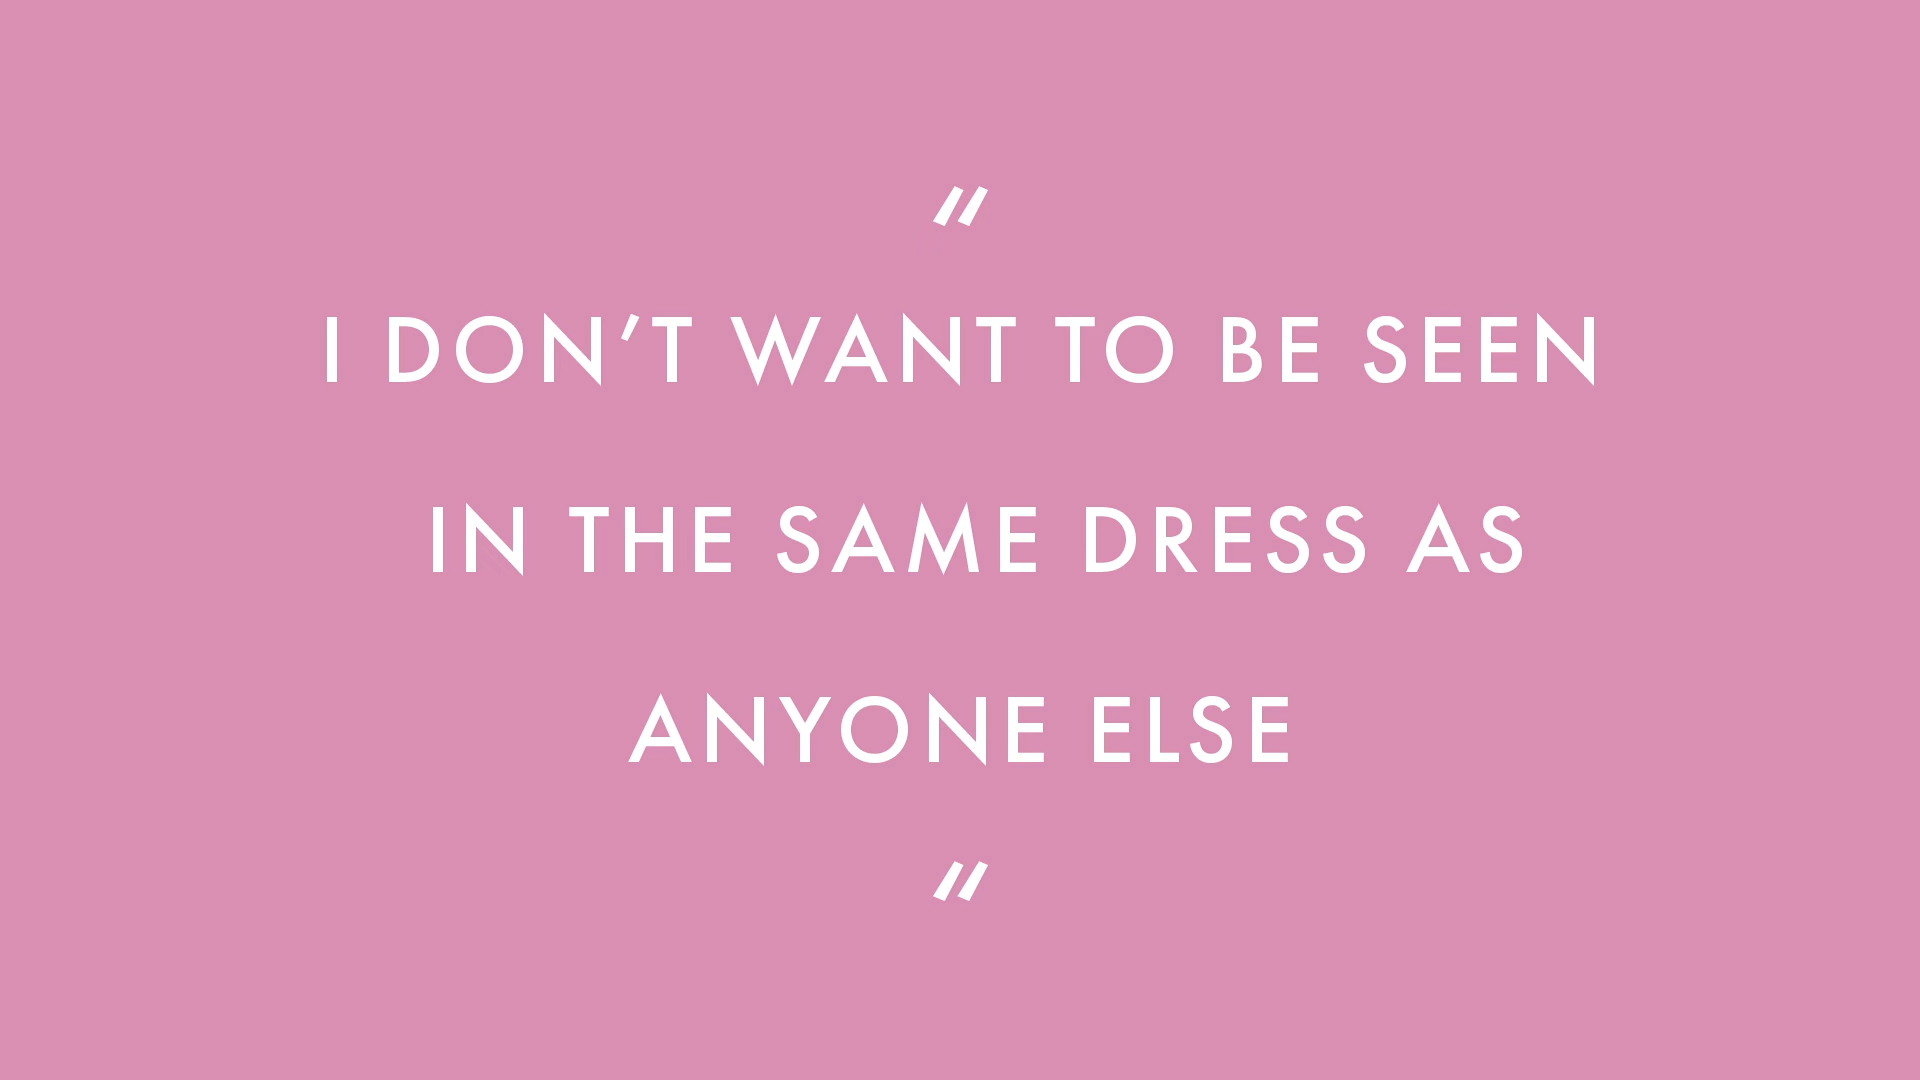 "
I DON’T WANT TO BE SEEN
IN THE SAME DRESS AS
ANYONE ELSE
"